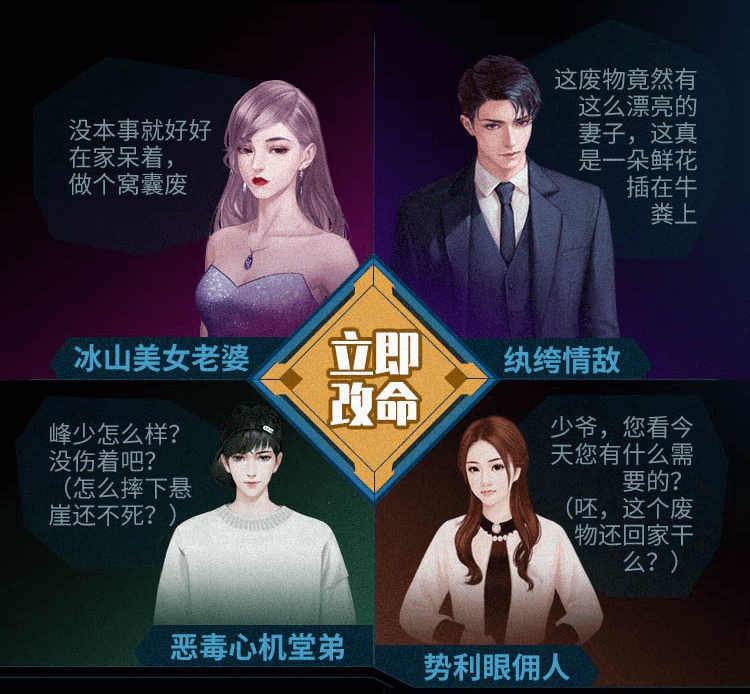 没本事就好好
在家呆着，
做个窝囊废
冰山美女老婆
这废物竟然有
这么漂亮的
妻子，这真
是一朵鲜花
插在牛
粪上
纨绔情敌
立即
改命
峰少怎么样？
没伤着吧？
（怎么摔下悬
崖还不死？）
恶毒心机堂弟
少爷，您看今
天您有什么需
要的？
（呸，这个废
物还回家干
么？）
势利眼佣人